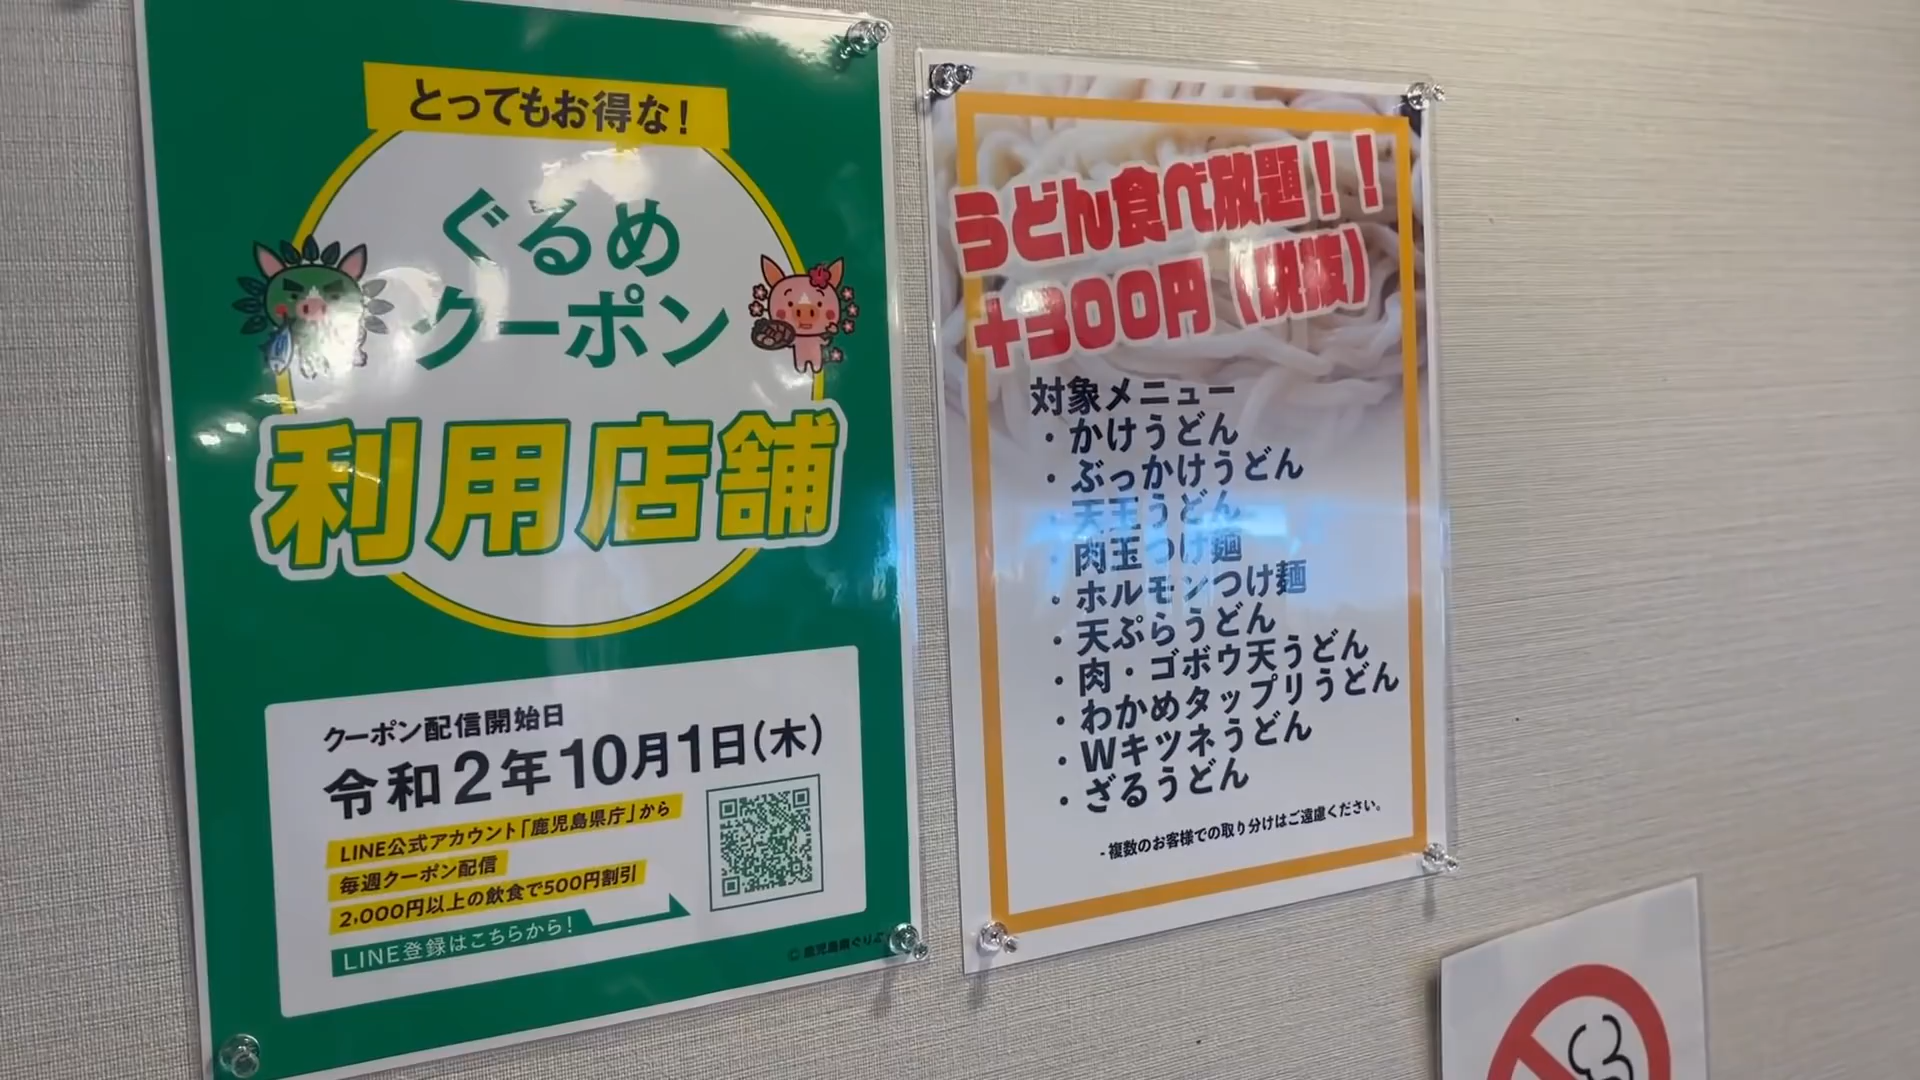 とってもお得な!
ぐるめ
クーポン
利用店舗
クーポン配信開始日
令和2年10月1日(木)
LINE公式アカウント「鹿児島県庁」から
毎週クーポン配信
2,000円以上の飲食で500円割引
LINE登録はこちらから!
うどん食べ放題!!
+300円(税抜)
対象メニュー
・かけうどん
・ぶっかけうどん
・天玉うどん
・肉玉つけ麺
・ホルモンつけ麺
・天ぷらうどん
・肉・ゴボウ天うどん
・わかめタップリうどん
・Wキツネうどん
・ざるうどん
-複数のお客様での取り分けはご遠慮ください。